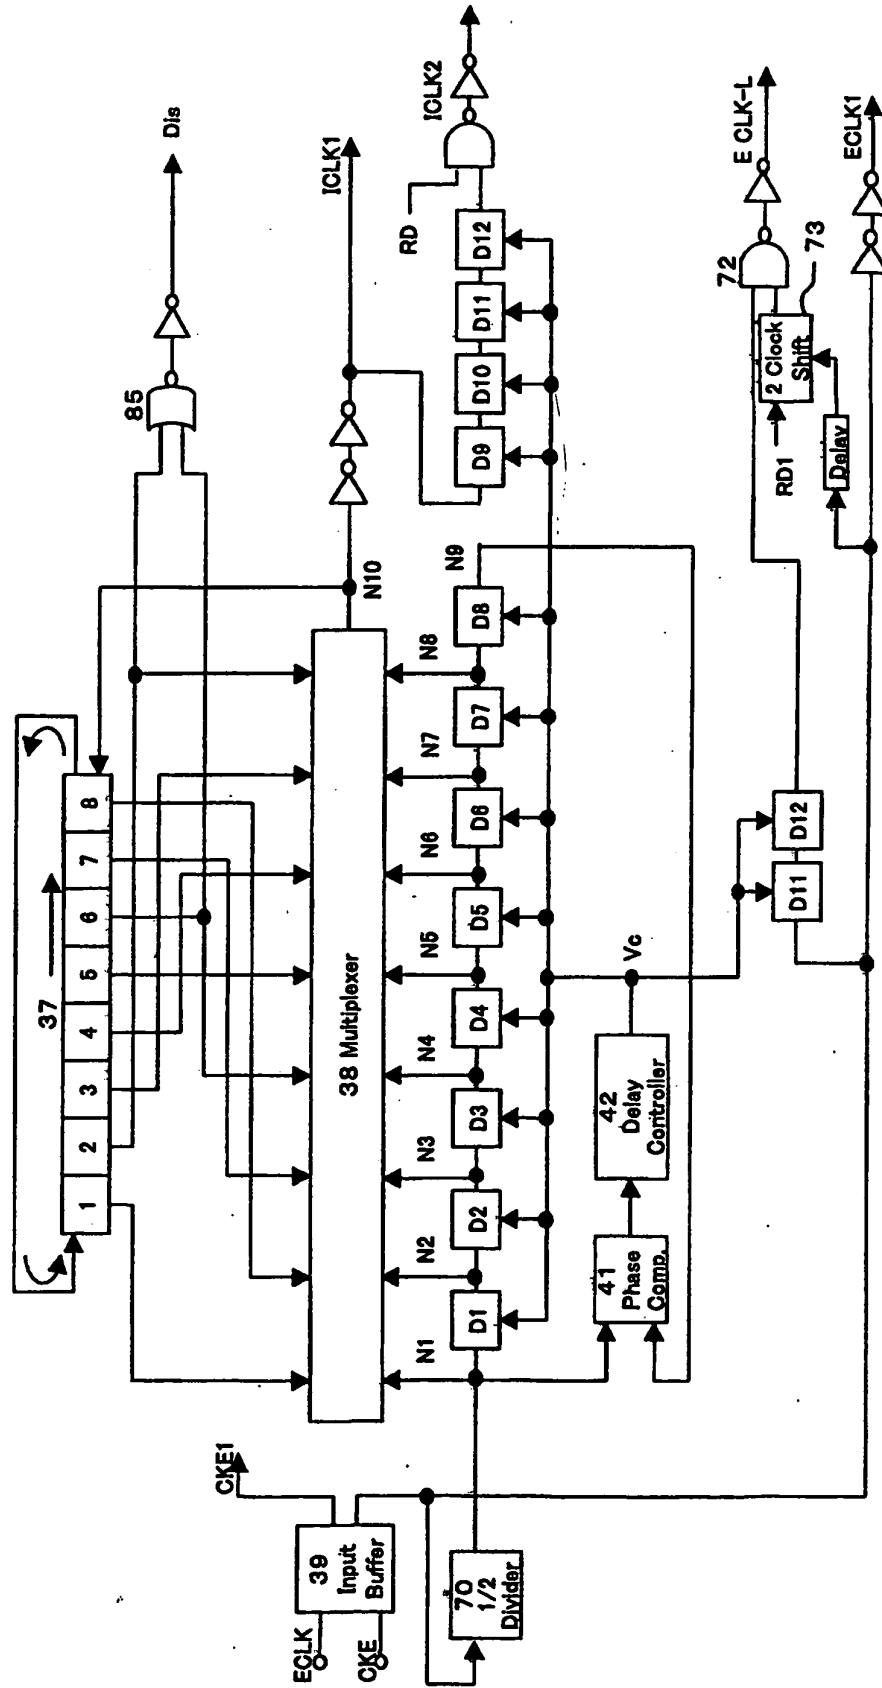 ECLK
CKE
39
Input
Buffer
CKE1
70
1/2
Divider
37
1 2 3 4 5 6 7 8
38 Multiplexer
85
Dis
ICLK1
N10
N1 N2 N3 N4 N5 N6 N7 N8 N9
D1 D2 D3 D4 D5 D6 D7 D8
D9 D10 D11 D12
RD
ICLK2
41
Phase
Comp.
42
Delay
Controller
Vc
D11 D12
RD1
2 Clock
Shift
73
72
Delay
E CLK-L
ECLK1